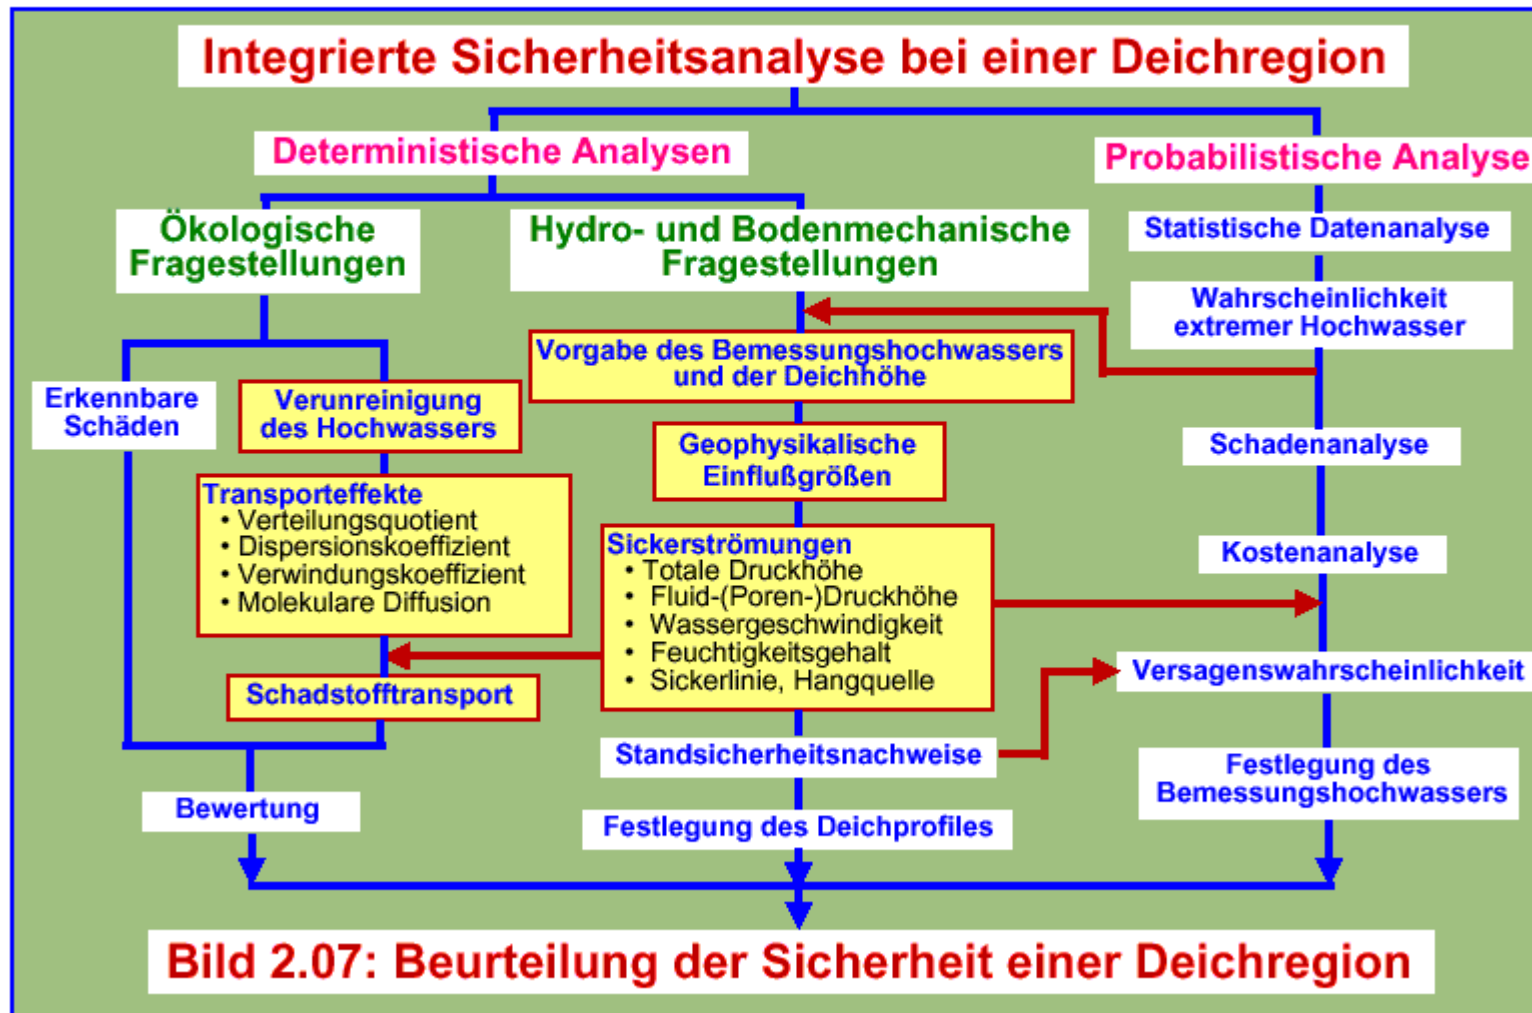 Integrierte Sicherheitsanalyse bei einer Deichregion
Deterministische Analysen
Probabilistische Analyse
Ökologische
Fragestellungen
Hydro- und Bodenmechanische
Fragestellungen
Statistische Datenanalyse
Wahrscheinlichkeit
extremer Hochwasser
Vorgabe des Bemessungshochwassers
und der Deichhöhe
Erkennbare
Schäden
Verunreinigung
des Hochwassers
Geophysikalische
Einflußgrößen
Schadenanalyse
Transporteffekte
• Verteilungsquotient
• Dispersionskoeffizient
• Verwindungskoeffizient
• Molekulare Diffusion
Sickerströmungen
• Totale Druckhöhe
• Fluid-(Poren-)Druckhöhe
• Wassergeschwindigkeit
• Feuchtigkeitsgehalt
• Sickerlinie, Hangquelle
Kostenanalyse
Schadstofftransport
Versagenswahrscheinlichkeit
Standsicherheitsnachweise
Festlegung des
Bemessungshochwassers
Bewertung
Festlegung des Deichprofiles
Bild 2.07: Beurteilung der Sicherheit einer Deichregion